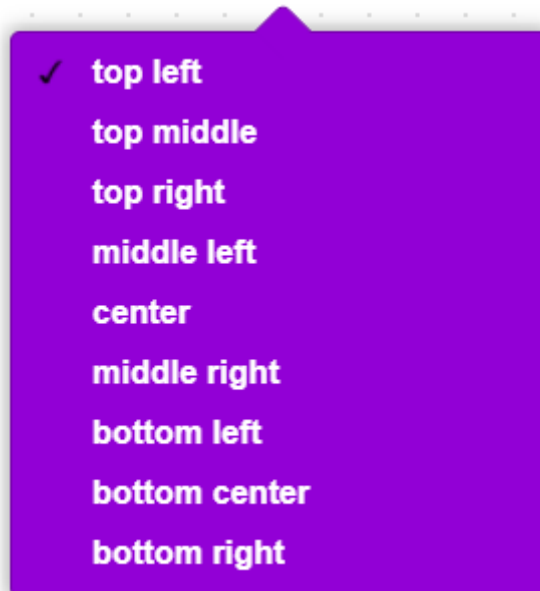 ✓ top left
top middle
top right
middle left
center
middle right
bottom left
bottom center
bottom right